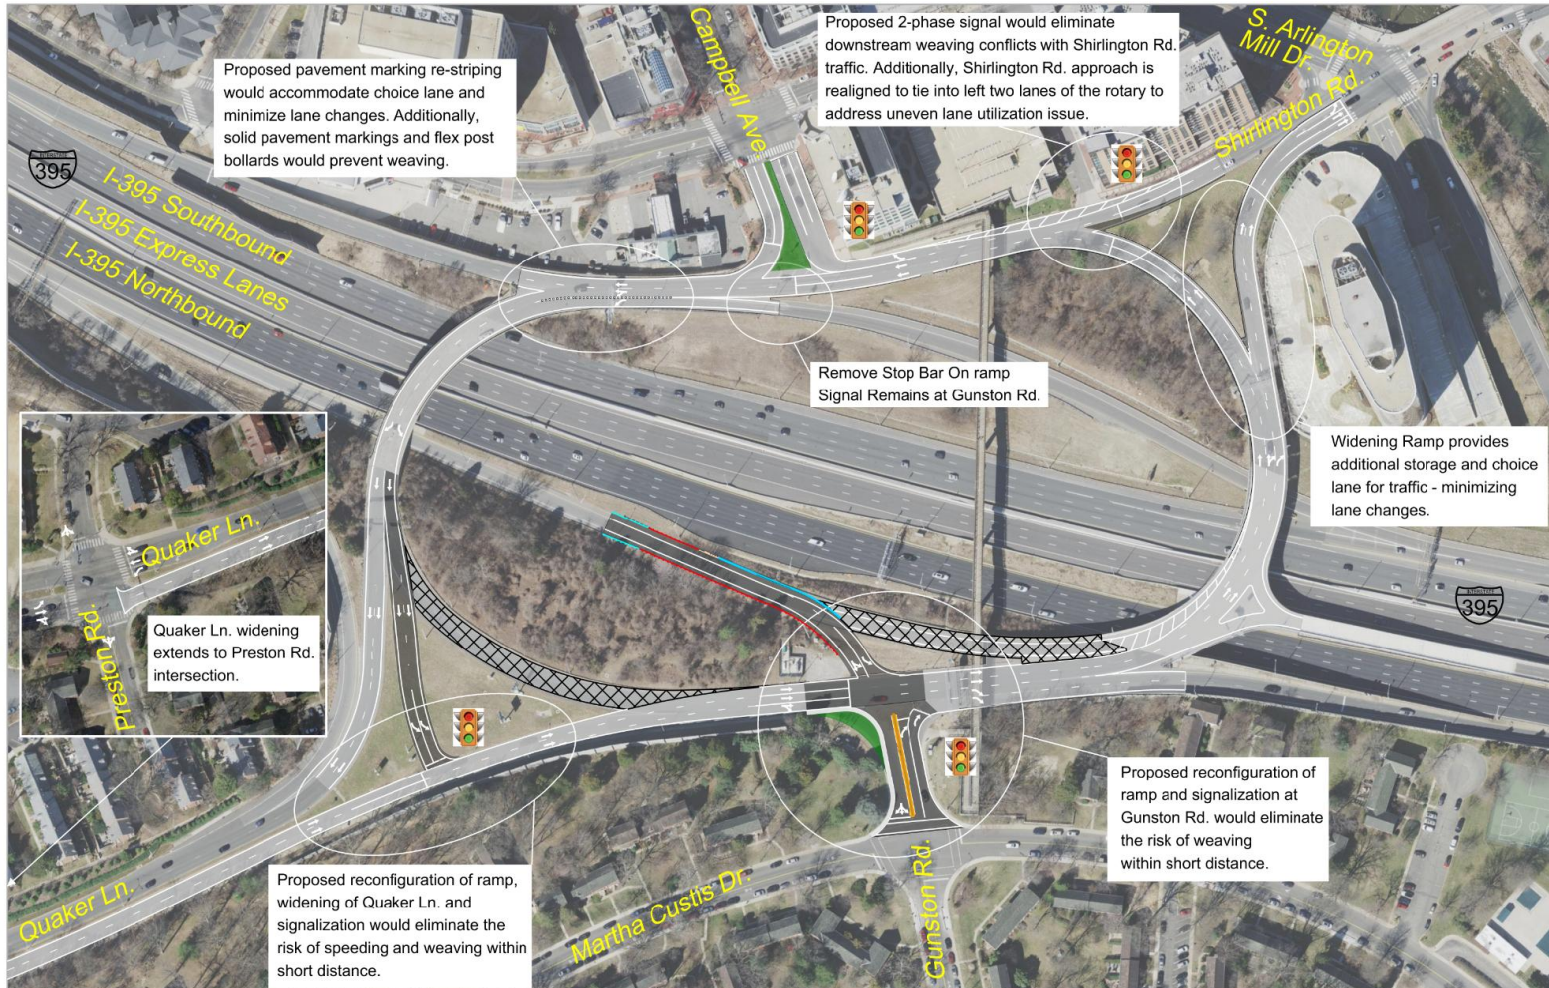 Campbell Ave.
Proposed 2-phase signal would eliminate
downstream weaving conflicts with Shirlington Rd.
traffic. Additionally, Shirlington Rd. approach is
realigned to tie into left two lanes of the rotary to
address uneven lane utilization issue.
S. Arlington
Mill Dr.
Shirlington Rd.
Proposed pavement marking re-striping
would accommodate choice lane and
minimize lane changes. Additionally,
solid pavement markings and flex post
bollards would prevent weaving.
395
I-395 Southbound
I-395 Express Lanes
I-395 Northbound
Remove Stop Bar On ramp
Signal Remains at Gunston Rd.
Widening Ramp provides
additional storage and choice
lane for traffic - minimizing
lane changes.
395
Quaker Ln.
Preston Rd.
Quaker Ln. widening
extends to Preston Rd.
intersection.
Proposed reconfiguration of
ramp and signalization at
Gunston Rd. would eliminate
the risk of weaving
within short distance.
Quaker Ln.
Proposed reconfiguration of ramp,
widening of Quaker Ln. and
signalization would eliminate the
risk of speeding and weaving within
short distance.
Martha Custis Dr.
Gunston Rd.